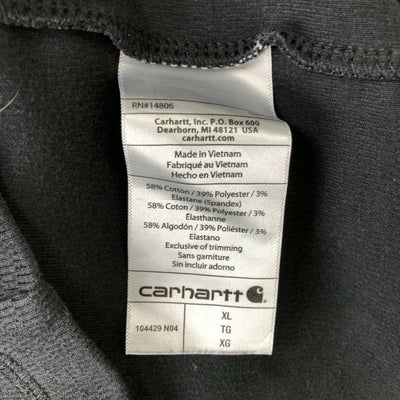 RN#14806
Carhartt, Inc. P.O. Box 600
Dearborn, MI 48121 USA
carhartt.com
Made in Vietnam
Fabriqué au Vietnam
Hecho en Vietnam
58% Cotton / 39% Polyester / 3%
Elastane (Spandex)
58% Coton / 39% Polyester / 3%
Élasthanne
58% Algodón / 39% Poliéster / 3%
Elastano
Exclusive of trimming
Sans garniture
Sin incluir adorno
carhartt
XL
104429 N04 TG
XG